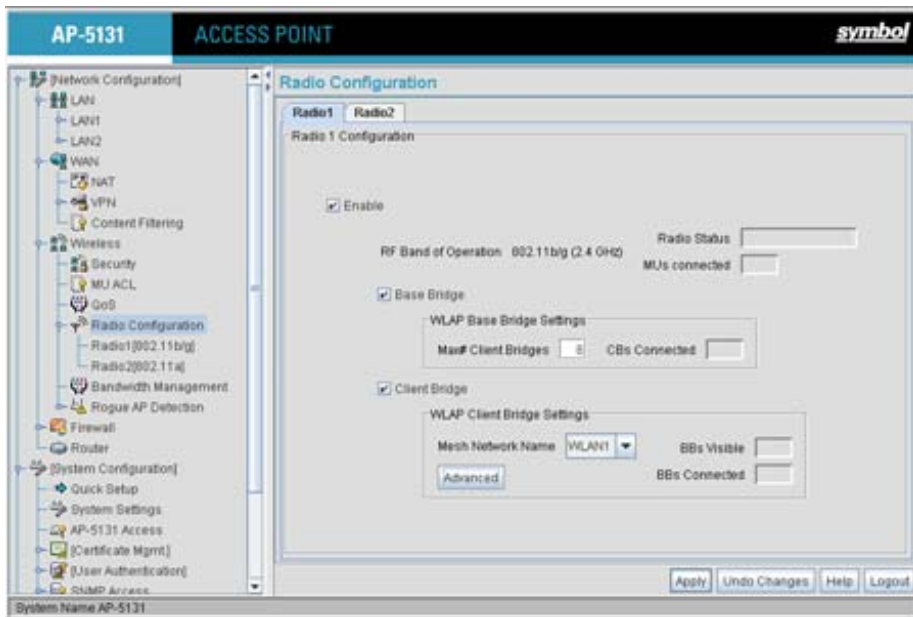 AP-5131 ACCESS POINT symbol
[Network Configuration]
LAN
LAN1
LAN2
WAN
NAT
VPN
Content Filtering
Wireless
Security
MU ACL
QoS
Radio Configuration
Radio1[802.11b/g]
Radio2[802.11a]
Bandwidth Management
Rogue AP Detection
Firewall
Router
[System Configuration]
Quick Setup
System Settings
AP-5131 Access
[Certificate Mgmt.]
[User Authentication]
SNMP Access
Radio Configuration
Radio1 Radio2
Radio 1 Configuration
Enable
RF Band of Operation 802.11b/g (2.4 GHz)
Radio Status
MUs connected
Base Bridge
WLAP Base Bridge Settings
Max# Client Bridges 6 CBs Connected
Client Bridge
WLAP Client Bridge Settings
Mesh Network Name WLAN1 BBs Visible
Advanced BBs Connected
Apply Undo Changes Help Logout
System Name AP-5131